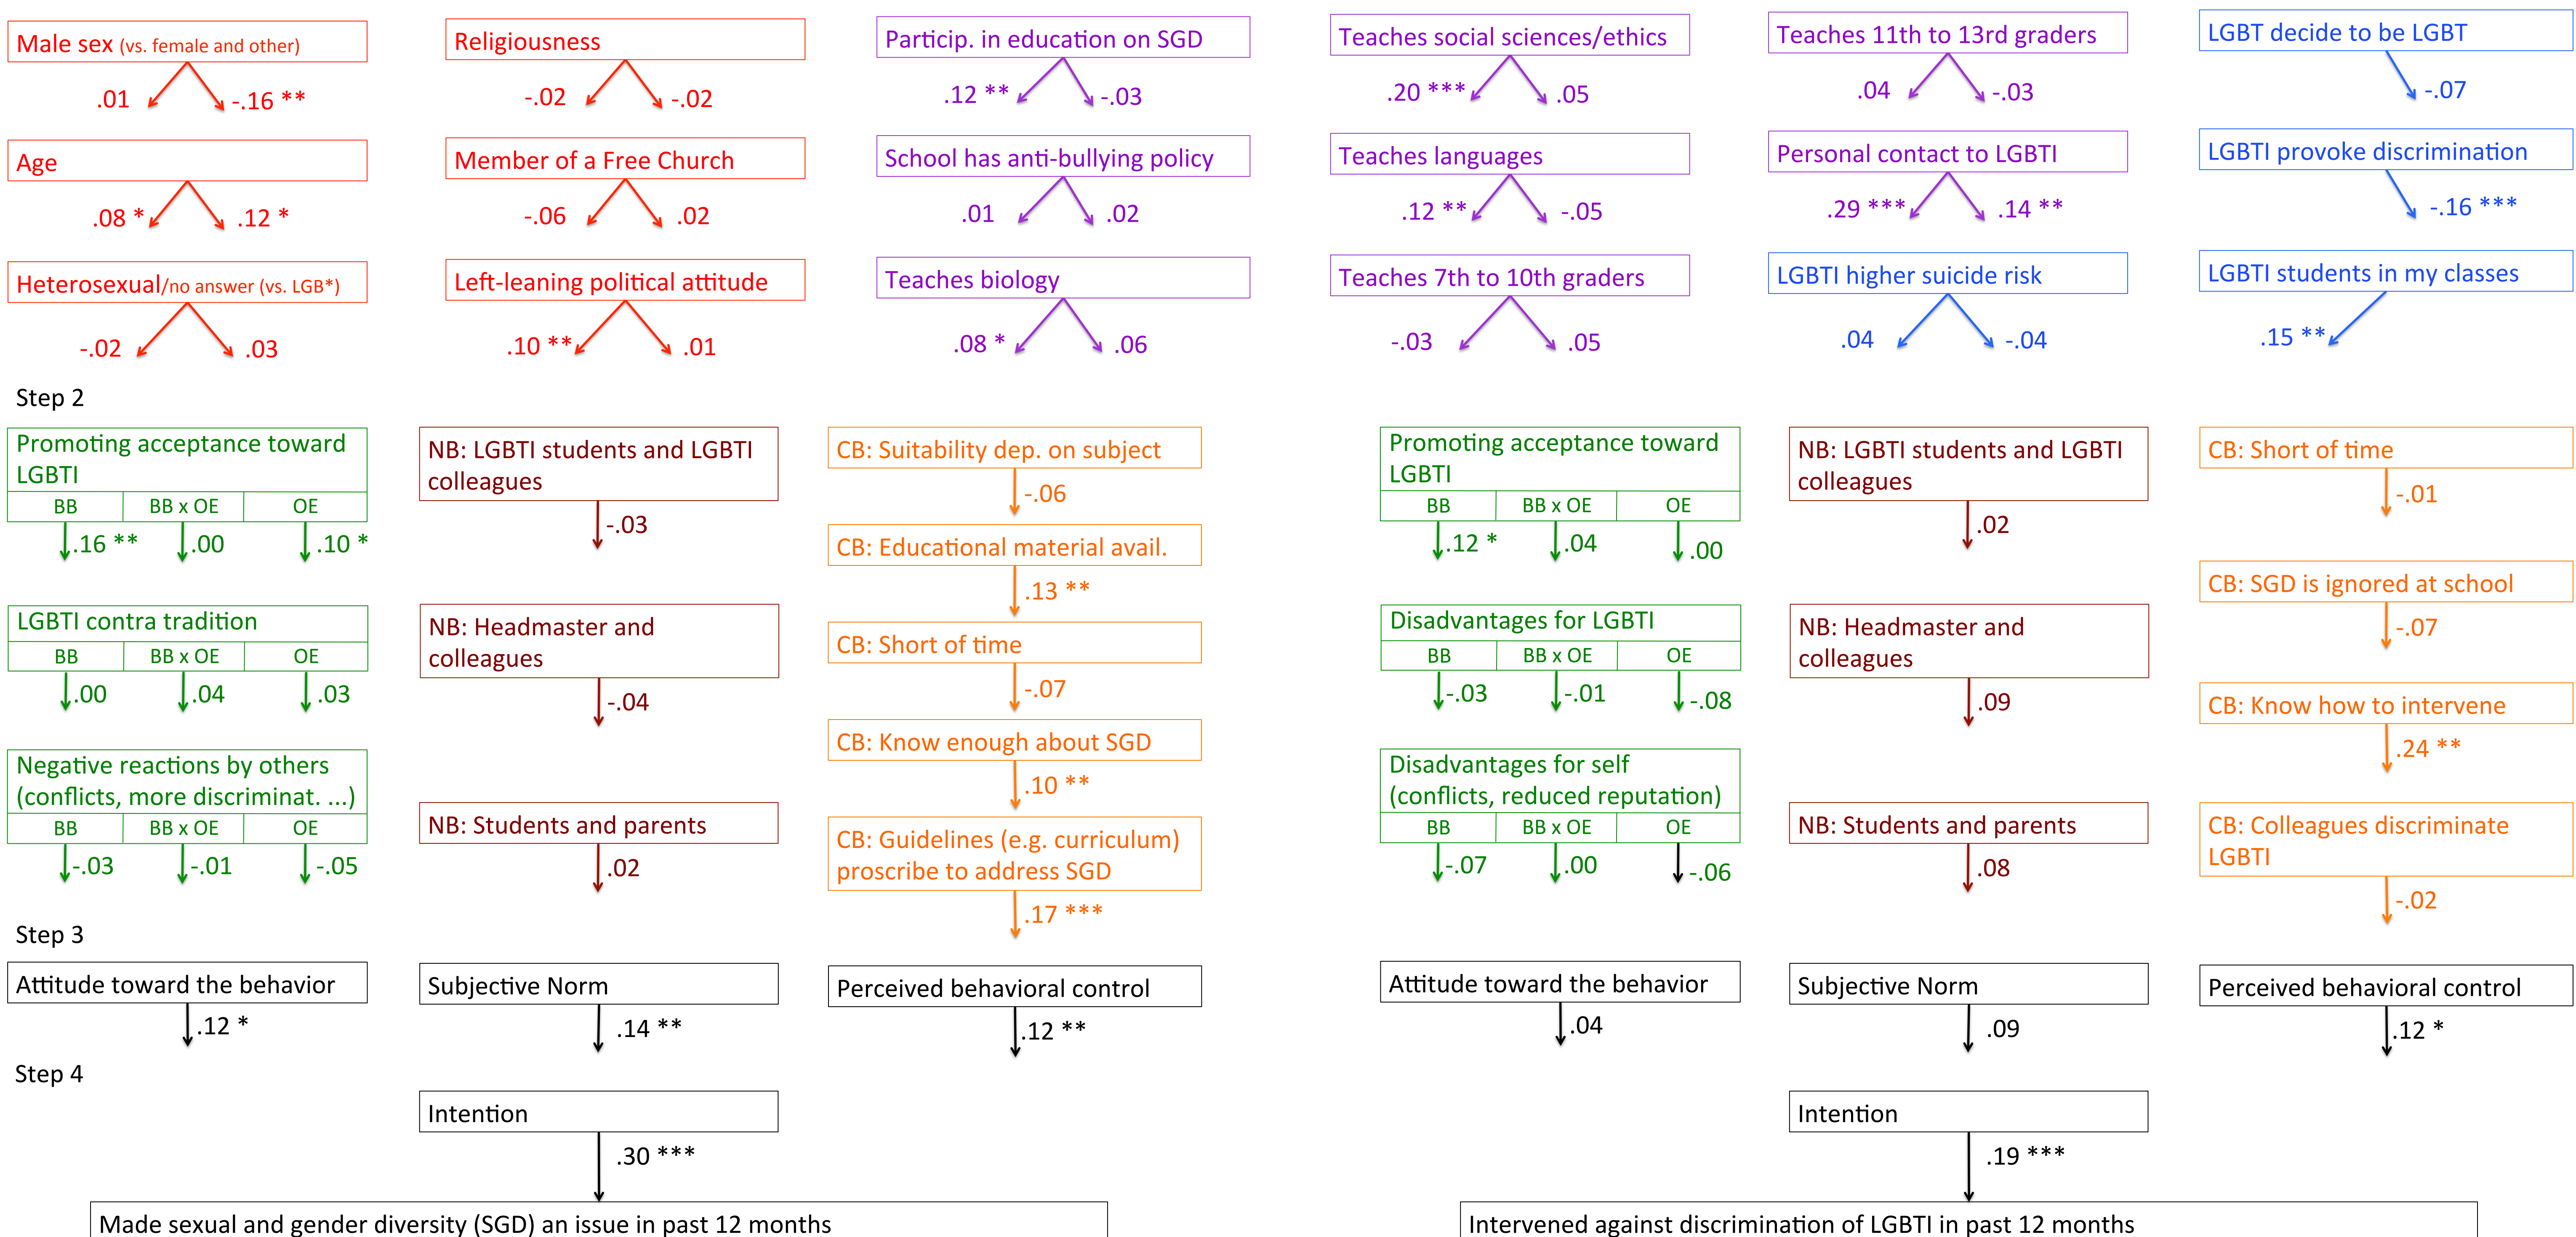 Male sex (vs. female and other)
.01
-.16 **
Religiousness
-.02
-.02
Particip. in education on SGD
.12 **
-.03
Teaches social sciences/ethics
.20 ***
.05
Teaches 11th to 13rd graders
.04
-.03
LGBT decide to be LGBT
-.07
Age
.08 *
.12 *
Member of a Free Church
-.06
.02
School has anti-bullying policy
.01
.02
Teaches languages
.12 **
-.05
Personal contact to LGBTI
.29 ***
.14 **
LGBTI provoke discrimination
-.16 ***
Heterosexual/no answer (vs. LGB*)
-.02
.03
Left-leaning political attitude
.10 **
.01
Teaches biology
.08 *
.06
Teaches 7th to 10th graders
-.03
.05
LGBTI higher suicide risk
.04
-.04
LGBTI students in my classes
.15 **
Step 2
Promoting acceptance toward
LGBTI
BB
BB x OE
OE
.16 **
.00
.10 *
LGBTI contra tradition
BB
BB x OE
OE
.00
.04
.03
Negative reactions by others
(conflicts, more discriminat. ...)
BB
BB x OE
OE
-.03
-.01
-.05
NB: LGBTI students and LGBTI
colleagues
-.03
NB: Headmaster and
colleagues
-.04
NB: Students and parents
.02
CB: Suitability dep. on subject
-.06
CB: Educational material avail.
.13 **
CB: Short of time
-.07
CB: Know enough about SGD
.10 **
CB: Guidelines (e.g. curriculum)
proscribe to address SGD
.17 ***
Promoting acceptance toward
LGBTI
BB
BB x OE
OE
.12 *
.04
.00
Disadvantages for LGBTI
BB
BB x OE
OE
-.03
-.01
-.08
Disadvantages for self
(conflicts, reduced reputation)
BB
BB x OE
OE
-.07
.00
-.06
NB: LGBTI students and LGBTI
colleagues
.02
NB: Headmaster and
colleagues
.09
NB: Students and parents
.08
CB: Short of time
-.01
CB: SGD is ignored at school
-.07
CB: Know how to intervene
.24 **
CB: Colleagues discriminate
LGBTI
-.02
Step 3
Attitude toward the behavior
.12 *
Subjective Norm
.14 **
Perceived behavioral control
.12 **
Attitude toward the behavior
.04
Subjective Norm
.09
Perceived behavioral control
.12 *
Step 4
Intention
.30 ***
Intention
.19 ***
Made sexual and gender diversity (SGD) an issue in past 12 months
Intervened against discrimination of LGBTI in past 12 months